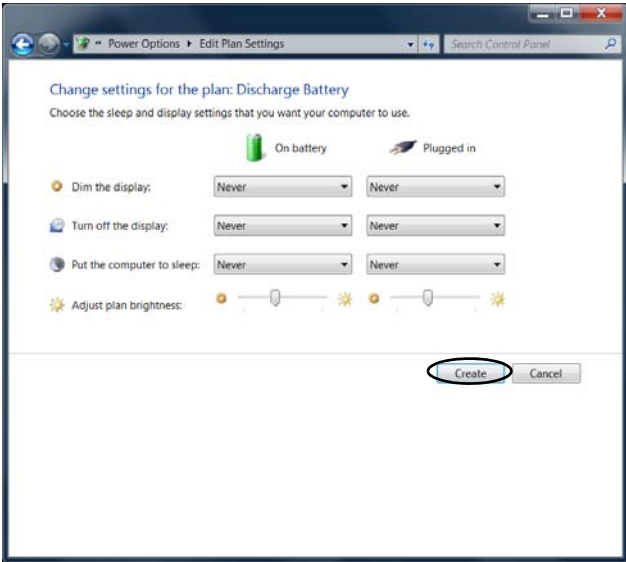 Power Options ▸ Edit Plan Settings
Search Control Panel
Change settings for the plan: Discharge Battery
Choose the sleep and display settings that you want your computer to use.
On battery Plugged in
Dim the display: Never Never
Turn off the display: Never Never
Put the computer to sleep: Never Never
Adjust plan brightness:
Create Cancel